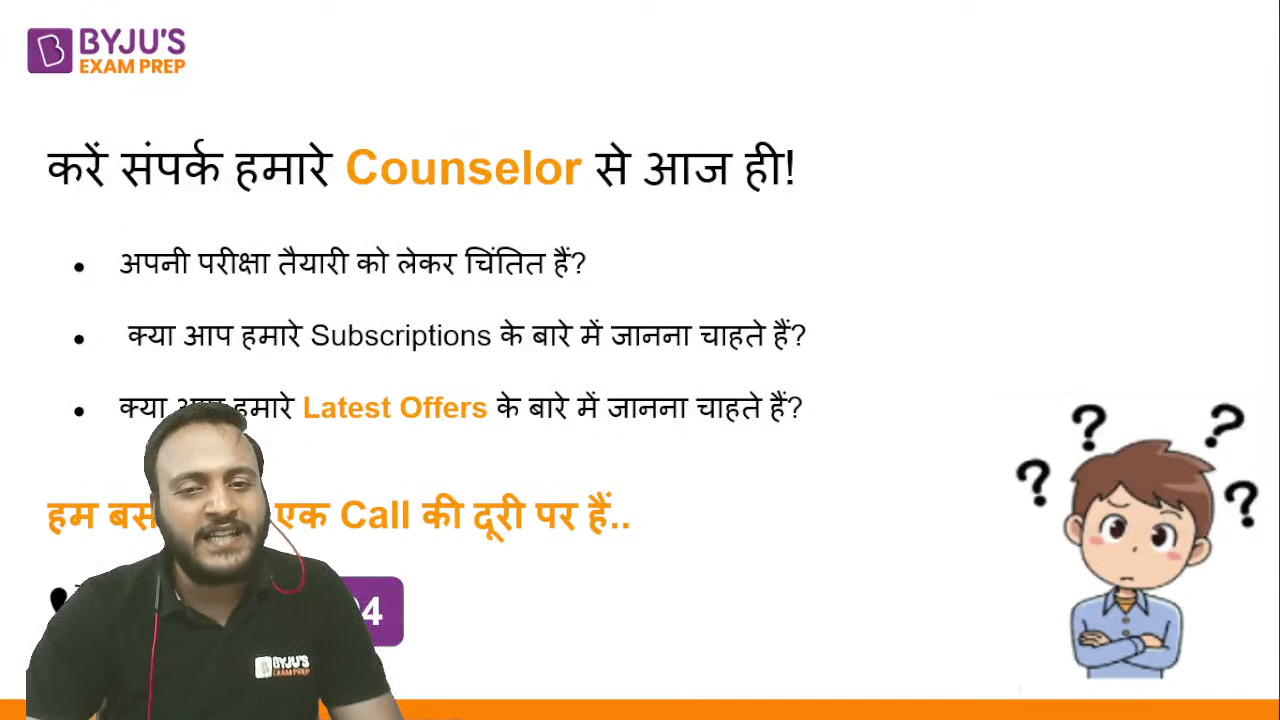 BYJU'S
EXAM PREP
करें संपर्क हमारे Counselor से आज ही!
अपनी परीक्षा तैयारी को लेकर चिंतित हैं?
क्या आप हमारे Subscriptions के बारे में जानना चाहते हैं?
क्या हमारे Latest Offers के बारे में जानना चाहते हैं?
हम बस एक Call की दूरी पर हैं..
94
BYJU'S
EXAM PREP
? ? ? ?